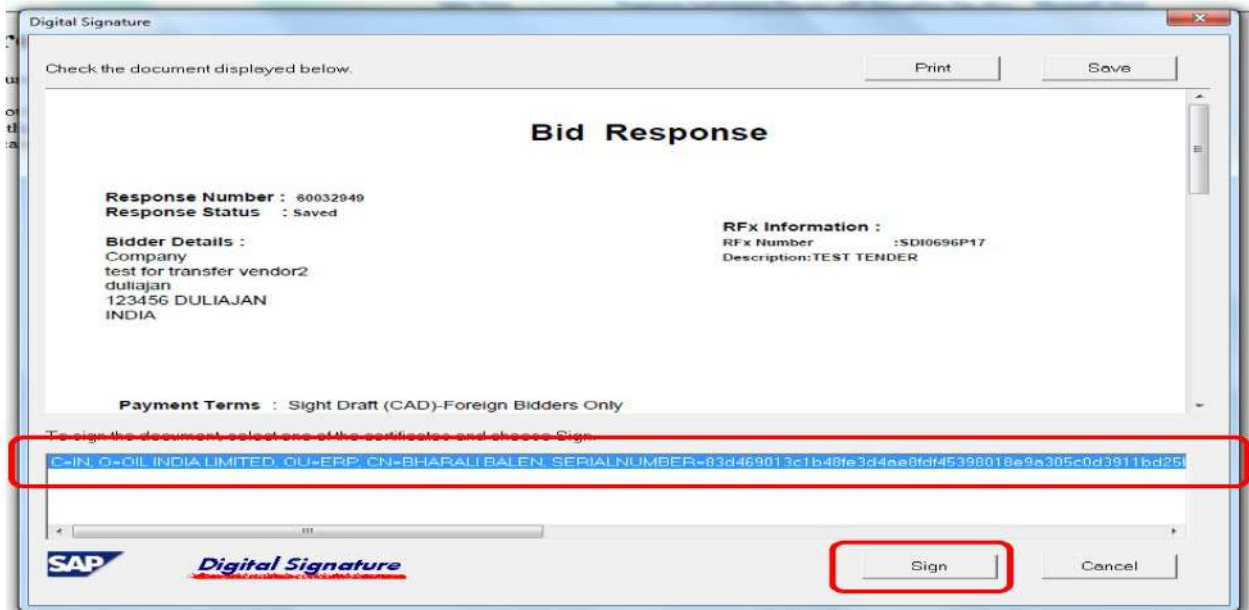 Digital Signature
Check the document displayed below.
Print
Save
Bid Response
Response Number : 60032949
Response Status : Saved
RFx Information :
RFx Number :SDI0696P17
Description:TEST TENDER
Bidder Details :
Company
test for transfer vendor2
duliajan
123456 DULIAJAN
INDIA
Payment Terms : Sight Draft (CAD)-Foreign Bidders Only
To sign the document, select one of the certificates and choose Sign.
C=IN, O=OIL INDIA LIMITED, OU=ERP, CN=BHARALI BALEN, SERIALNUMBER=83d469013c1b48fe3d4ae8fdf45398018e9a305c0d3911bd25
SAP
Digital Signature
Sign
Cancel